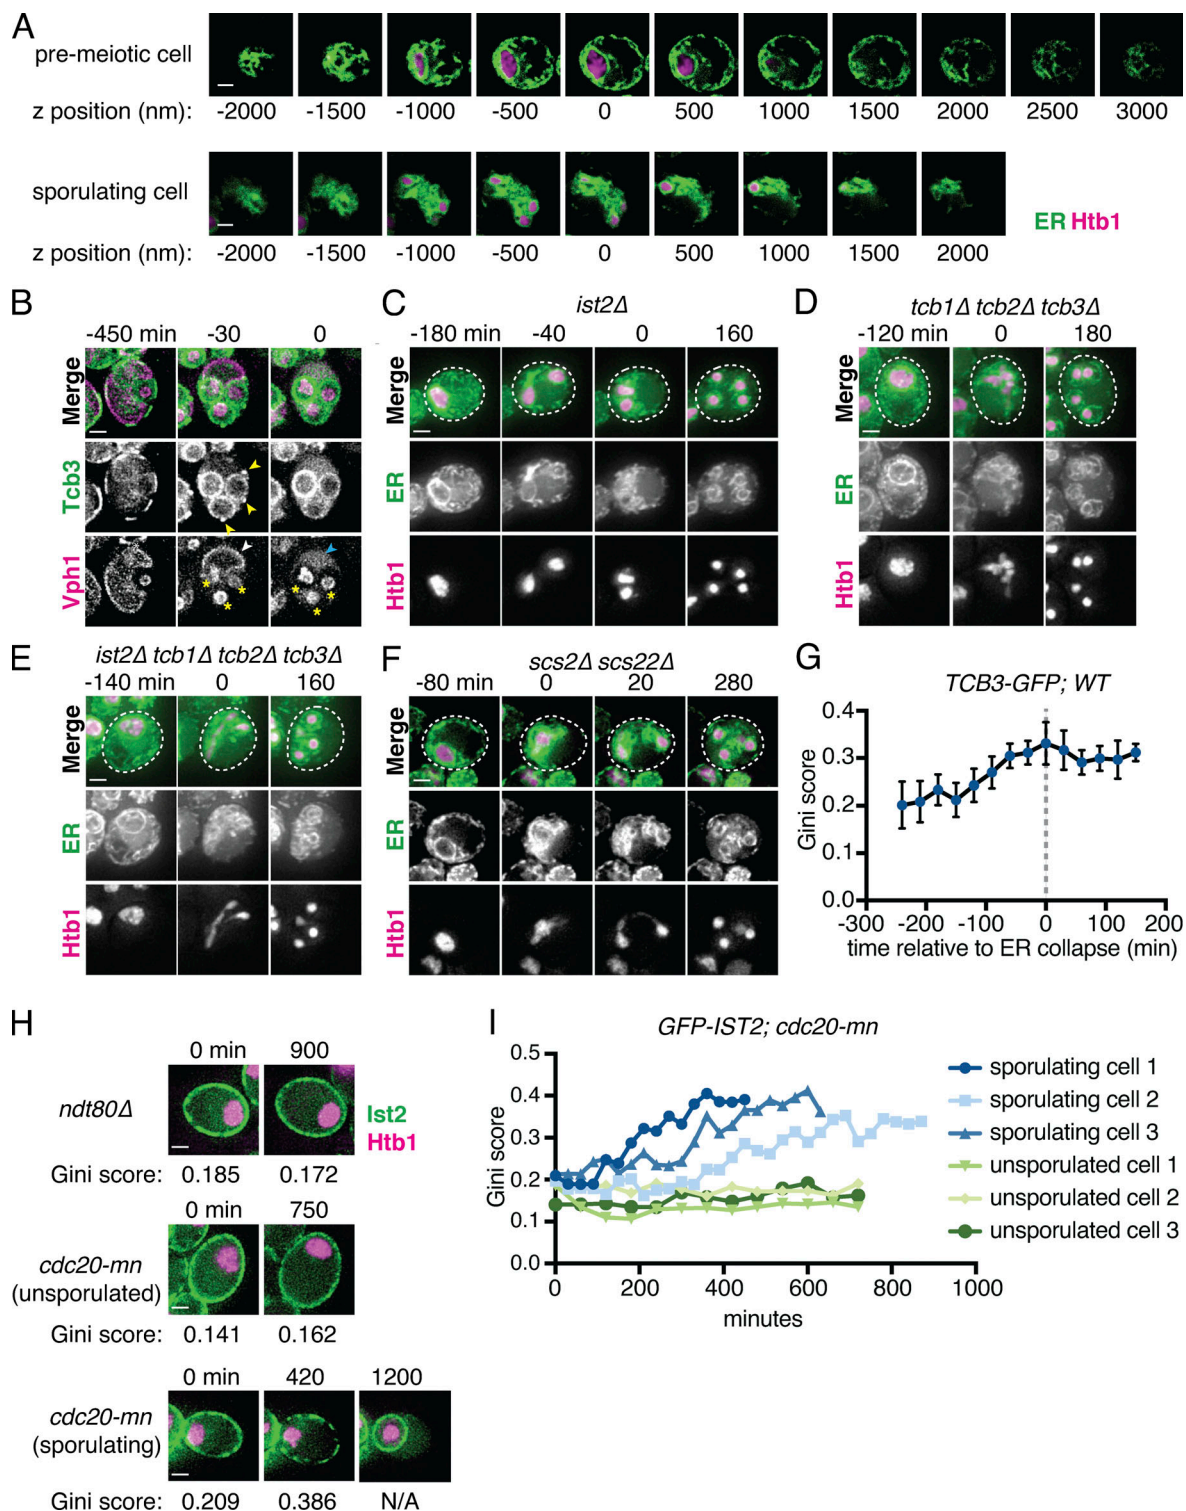 A
pre-meiotic cell
z position (nm): -2000 -1500 -1000 -500 0 500 1000 1500 2000 2500 3000
sporulating cell
ER Htb1
z position (nm): -2000 -1500 -1000 -500 0 500 1000 1500 2000
B
-450 min -30 0
Merge
Tcb3
Vph1
C
ist2Δ
-180 min -40 0 160
Merge
ER
Htb1
D
tcb1Δ tcb2Δ tcb3Δ
-120 min 0 180
Merge
ER
Htb1
E
ist2Δ tcb1Δ tcb2Δ tcb3Δ
-140 min 0 160
Merge
ER
Htb1
F
scs2Δ scs22Δ
-80 min 0 20 280
Merge
ER
Htb1
G
TCB3-GFP; WT
Gini score
0.4
0.3
0.2
0.1
0.0
-300 -200 -100 0 100 200
time relative to ER collapse (min)
H
0 min 900
ndt80Δ
Ist2
Htb1
Gini score: 0.185 0.172
0 min 750
cdc20-mn
(unsporulated)
Gini score: 0.141 0.162
0 min 420 1200
cdc20-mn
(sporulating)
Gini score: 0.209 0.386 N/A
I
GFP-IST2; cdc20-mn
Gini score
0.5
0.4
0.3
0.2
0.1
0.0
0 200 400 600 800 1000
minutes
sporulating cell 1
sporulating cell 2
sporulating cell 3
unsporulated cell 1
unsporulated cell 2
unsporulated cell 3